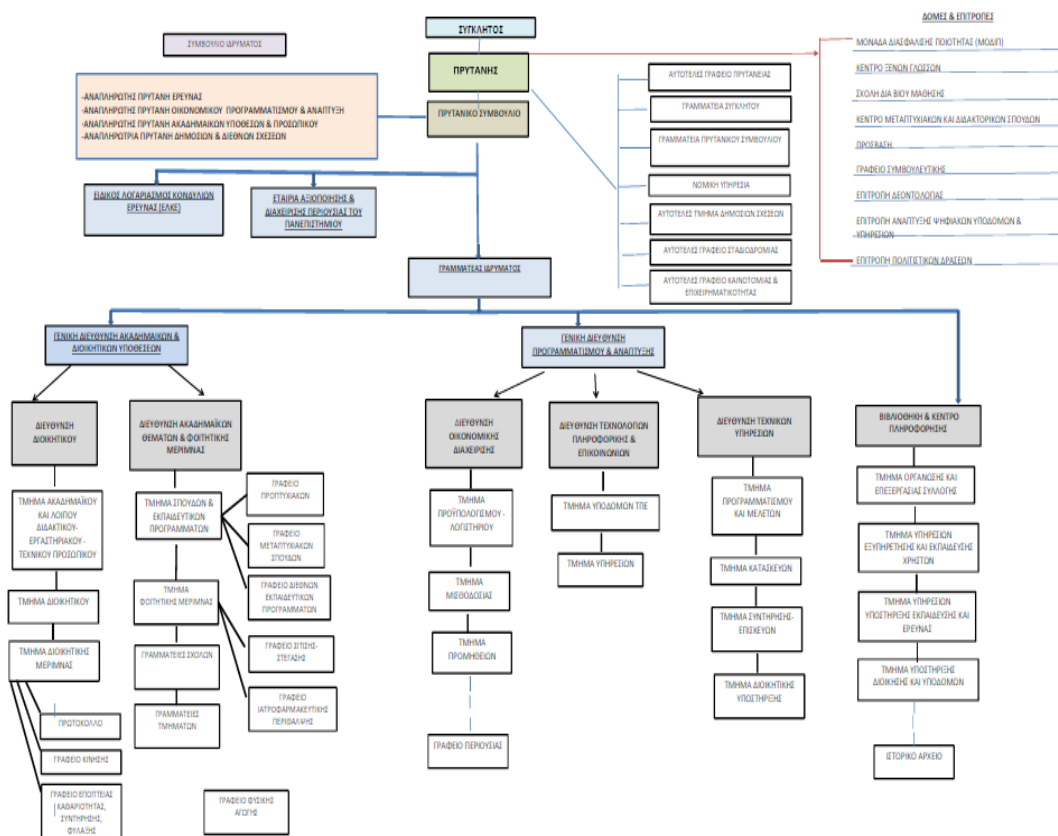 ΣΥΓΚΛΗΤΟΣ
ΔΟΜΕΣ & ΕΠΙΤΡΟΠΕΣ
ΣΥΜΒΟΥΛΙΟ ΙΔΡΥΜΑΤΟΣ
ΠΡΥΤΑΝΗΣ
ΜΟΝΑΔΑ ΔΙΑΣΦΑΛΙΣΗΣ ΠΟΙΟΤΗΤΑΣ (ΜΟΔΙΠ)
ΚΕΝΤΡΟ ΞΕΝΩΝ ΓΛΩΣΣΩΝ
ΣΧΟΛΗ ΔΙΑ ΒΙΟΥ ΜΑΘΗΣΗΣ
ΚΕΝΤΡΟ ΜΕΤΑΠΤΥΧΙΑΚΩΝ ΚΑΙ ΔΙΔΑΚΤΟΡΙΚΩΝ ΣΠΟΥΔΩΝ
ΠΡΟΣΒΑΣΗ
ΓΡΑΦΕΙΟ ΣΥΜΒΟΥΛΕΥΤΙΚΗΣ
ΕΠΙΤΡΟΠΗ ΔΕΟΝΤΟΛΟΓΙΑΣ
ΕΠΙΤΡΟΠΗ ΑΝΑΠΤΥΞΗΣ ΨΗΦΙΑΚΩΝ ΥΠΟΔΟΜΩΝ &
ΥΠΗΡΕΣΙΩΝ
ΕΠΙΤΡΟΠΗ ΠΟΛΙΤΙΣΤΙΚΩΝ ΔΡΑΣΕΩΝ
-ΑΝΑΠΛΗΡΩΤΗΣ ΠΡΥΤΑΝΗ ΕΡΕΥΝΑΣ
-ΑΝΑΠΛΗΡΩΤΗΣ ΠΡΥΤΑΝΗ ΟΙΚΟΝΟΜΙΚΟΥ ΠΡΟΓΡΑΜΜΑΤΙΣΜΟΥ & ΑΝΑΠΤΥΞΗ
-ΑΝΑΠΛΗΡΩΤΗΣ ΠΡΥΤΑΝΗ ΑΚΑΔΗΜΑΙΚΩΝ ΥΠΟΘΕΣΕΩΝ & ΠΡΟΣΩΠΙΚΟΥ
-ΑΝΑΠΛΗΡΩΤΡΙΑ ΠΡΥΤΑΝΗ ΔΗΜΟΣΙΩΝ & ΔΙΕΘΝΩΝ ΣΧΕΣΕΩΝ
ΠΡΥΤΑΝΙΚΟ ΣΥΜΒΟΥΛΙΟ
ΑΥΤΟΤΕΛΕΣ ΓΡΑΦΕΙΟ ΠΡΥΤΑΝΕΙΑΣ
ΓΡΑΜΜΑΤΕΙΑ ΣΥΓΚΛΗΤΟΥ
ΓΡΑΜΜΑΤΕΙΑ ΠΡΥΤΑΝΙΚΟΥ ΣΥΜΒΟΥΛΙΟΥ
ΝΟΜΙΚΗ ΥΠΗΡΕΣΙΑ
ΑΥΤΟΤΕΛΕΣ ΤΜΗΜΑ ΔΗΜΟΣΙΩΝ ΣΧΕΣΕΩΝ
ΑΥΤΟΤΕΛΕΣ ΓΡΑΦΕΙΟ ΣΤΑΔΙΟΔΡΟΜΙΑΣ
ΑΥΤΟΤΕΛΕΣ ΓΡΑΦΕΙΟ ΚΑΙΝΟΤΟΜΙΑΣ &
ΕΠΙΧΕΙΡΗΜΑΤΙΚΟΤΗΤΑΣ
ΕΙΔΙΚΟΣ ΛΟΓΑΡΙΑΣΜΟΣ ΚΟΝΔΥΛΙΩΝ
ΕΡΕΥΝΑΣ (ΕΛΚΕ)
ΕΤΑΙΡΙΑ ΑΞΙΟΠΟΙΗΣΗΣ &
ΔΙΑΧΕΙΡΙΣΗΣ ΠΕΡΙΟΥΣΙΑΣ ΤΟΥ
ΠΑΝΕΠΙΣΤΗΜΙΟΥ
ΓΡΑΜΜΑΤΕΑΣ ΙΔΡΥΜΑΤΟΣ
ΓΕΝΙΚΗ ΔΙΕΥΘΥΝΣΗ ΑΚΑΔΗΜΑΙΚΩΝ &
ΔΙΟΙΚΗΤΙΚΩΝ ΥΠΟΘΕΣΕΩΝ
ΓΕΝΙΚΗ ΔΙΕΥΘΥΝΣΗ
ΠΡΟΓΡΑΜΜΑΤΙΣΜΟΥ & ΑΝΑΠΤΥΞΗΣ
ΔΙΕΥΘΥΝΣΗ
ΔΙΟΙΚΗΤΙΚΟΥ
ΤΜΗΜΑ ΑΚΑΔΗΜΑΪΚΟΥ
ΚΑΙ ΛΟΙΠΟΥ
ΔΙΔΑΚΤΙΚΟΥ-
ΕΡΓΑΣΤΗΡΙΑΚΟΥ -
ΤΕΧΝΙΚΟΥ ΠΡΟΣΩΠΙΚΟΥ
ΤΜΗΜΑ ΔΙΟΙΚΗΤΙΚΟΥ
ΤΜΗΜΑ ΔΙΟΙΚΗΤΙΚΗΣ
ΜΕΡΙΜΝΑΣ
ΠΡΩΤΟΚΟΛΛΟ
ΓΡΑΦΕΙΟ ΚΙΝΗΣΗΣ
ΓΡΑΦΕΙΟ ΕΠΟΠΤΕΙΑΣ
ΚΑΘΑΡΙΟΤΗΤΑΣ,
ΣΥΝΤΗΡΗΣΗΣ,
ΦΥΛΑΞΗΣ
ΔΙΕΥΘΥΝΣΗ ΑΚΑΔΗΜΑΪΚΩΝ
ΘΕΜΑΤΩΝ & ΦΟΙΤΗΤΙΚΗΣ
ΜΕΡΙΜΝΑΣ
ΤΜΗΜΑ ΣΠΟΥΔΩΝ &
ΕΚΠΑΙΔΕΥΤΙΚΩΝ
ΠΡΟΓΡΑΜΜΑΤΩΝ
ΤΜΗΜΑ
ΦΟΙΤΗΤΙΚΗΣ ΜΕΡΙΜΝΑΣ
ΓΡΑΜΜΑΤΕΙΕΣ ΣΧΟΛΩΝ
ΓΡΑΜΜΑΤΕΙΕΣ
ΤΜΗΜΑΤΩΝ
ΓΡΑΦΕΙΟ
ΠΡΟΠΤΥΧΙΑΚΩΝ
ΓΡΑΦΕΙΟ
ΜΕΤΑΠΤΥΧΙΑΚΩΝ
ΣΠΟΥΔΩΝ
ΓΡΑΦΕΙΟ ΔΙΕΘΝΩΝ
ΕΚΠΑΙΔΕΥΤΙΚΩΝ
ΠΡΟΓΡΑΜΜΑΤΩΝ
ΓΡΑΦΕΙΟ ΣΙΤΙΣΗΣ-
ΣΤΕΓΑΣΗΣ
ΓΡΑΦΕΙΟ
ΙΑΤΡΟΦΑΡΜΑΚΕΥΤΙΚΗΣ
ΠΕΡΙΘΑΛΨΗΣ
ΓΡΑΦΕΙΟ ΦΥΣΙΚΗΣ
ΑΓΩΓΗΣ
ΔΙΕΥΘΥΝΣΗ
ΟΙΚΟΝΟΜΙΚΗΣ
ΔΙΑΧΕΙΡΙΣΗΣ
ΤΜΗΜΑ
ΠΡΟΫΠΟΛΟΓΙΣΜΟΥ -
ΛΟΓΙΣΤΗΡΙΟΥ
ΤΜΗΜΑ
ΜΙΣΘΟΔΟΣΙΑΣ
ΤΜΗΜΑ
ΠΡΟΜΗΘΕΙΩΝ
ΓΡΑΦΕΙΟ ΠΕΡΙΟΥΣΙΑΣ
ΔΙΕΥΘΥΝΣΗ ΤΕΧΝΟΛΟΓΙΩΝ
ΠΛΗΡΟΦΟΡΙΚΗΣ &
ΕΠΙΚΟΙΝΩΝΙΩΝ
ΤΜΗΜΑ ΥΠΟΔΟΜΩΝ ΤΠΕ
ΤΜΗΜΑ ΥΠΗΡΕΣΙΩΝ
ΔΙΕΥΘΥΝΣΗ ΤΕΧΝΙΚΩΝ
ΥΠΗΡΕΣΙΩΝ
ΤΜΗΜΑ
ΠΡΟΓΡΑΜΜΑΤΙΣΜΟΥ
ΚΑΙ ΜΕΛΕΤΩΝ
ΤΜΗΜΑ ΚΑΤΑΣΚΕΥΩΝ
ΤΜΗΜΑ ΣΥΝΤΗΡΗΣΗΣ-
ΕΠΙΣΚΕΥΩΝ
ΤΜΗΜΑ ΔΙΟΙΚΗΤΙΚΗΣ
ΥΠΟΣΤΗΡΙΞΗΣ
ΒΙΒΛΙΟΘΗΚΗ & ΚΕΝΤΡΟ
ΠΛΗΡΟΦΟΡΗΣΗΣ
ΤΜΗΜΑ ΟΡΓΑΝΩΣΗΣ ΚΑΙ
ΕΠΕΞΕΡΓΑΣΙΑΣ ΣΥΛΛΟΓΗΣ
ΤΜΗΜΑ ΥΠΗΡΕΣΙΩΝ
ΕΞΥΠΗΡΕΤΗΣΗΣ ΚΑΙ ΕΚΠΑΙΔΕΥΣΗΣ
ΧΡΗΣΤΩΝ
ΤΜΗΜΑ ΥΠΗΡΕΣΙΩΝ
ΥΠΟΣΤΗΡΙΞΗΣ ΕΚΠΑΙΔΕΥΣΗΣ ΚΑΙ
ΕΡΕΥΝΑΣ
ΤΜΗΜΑ ΥΠΟΣΤΗΡΙΞΗΣ
ΔΙΟΙΚΗΣΗΣ ΚΑΙ ΥΠΟΔΟΜΩΝ
ΙΣΤΟΡΙΚΟ ΑΡΧΕΙΟ